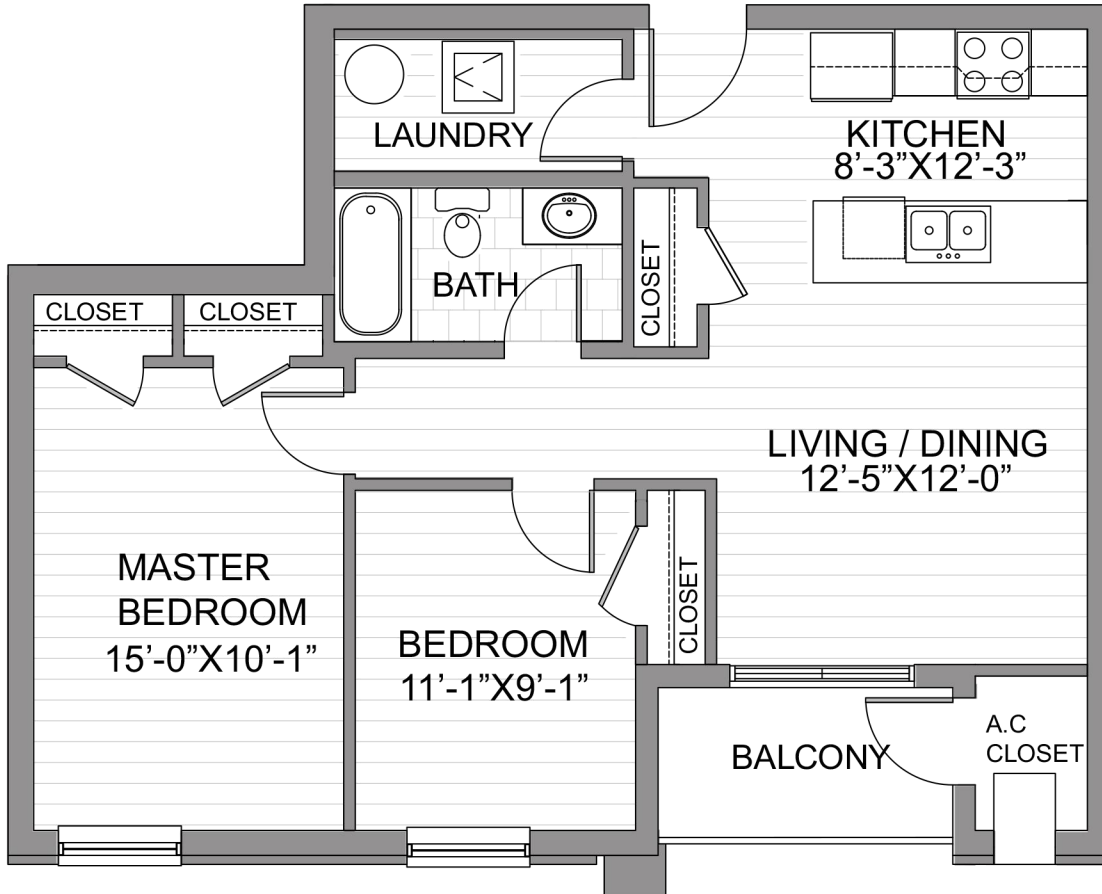 LAUNDRY
KITCHEN
8’-3”X12’-3”
BATH
CLOSET
CLOSET
CLOSET
LIVING / DINING
12’-5”X12’-0”
MASTER
BEDROOM
15’-0”X10’-1”
BEDROOM
11’-1”X9’-1”
CLOSET
BALCONY
A.C
CLOSET